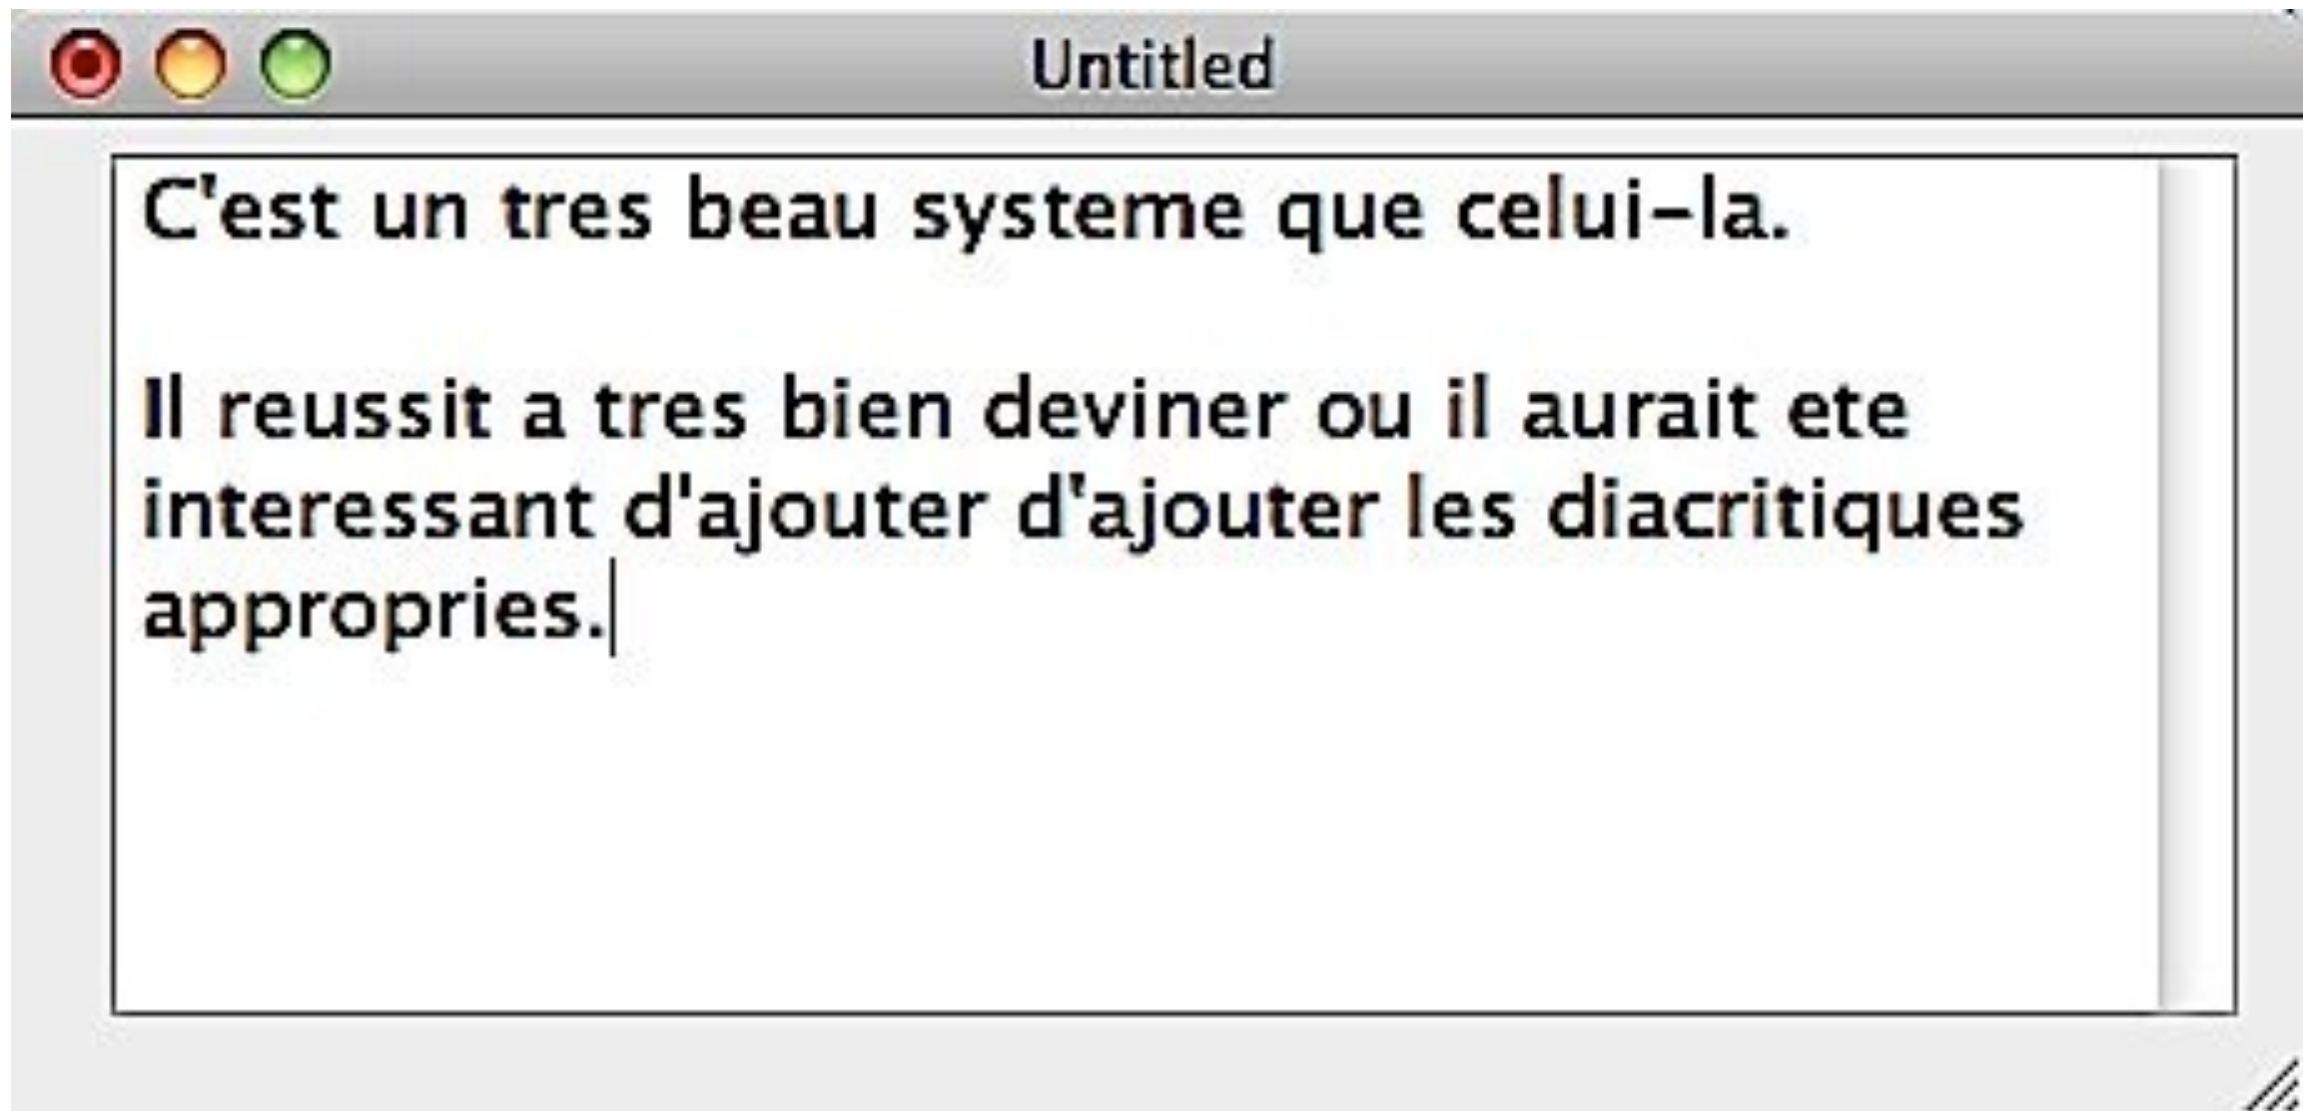 Untitled
C'est un tres beau systeme que celui-la.
Il reussit a tres bien deviner ou il aurait ete
interessant d'ajouter d'ajouter les diacritiques
appropries.